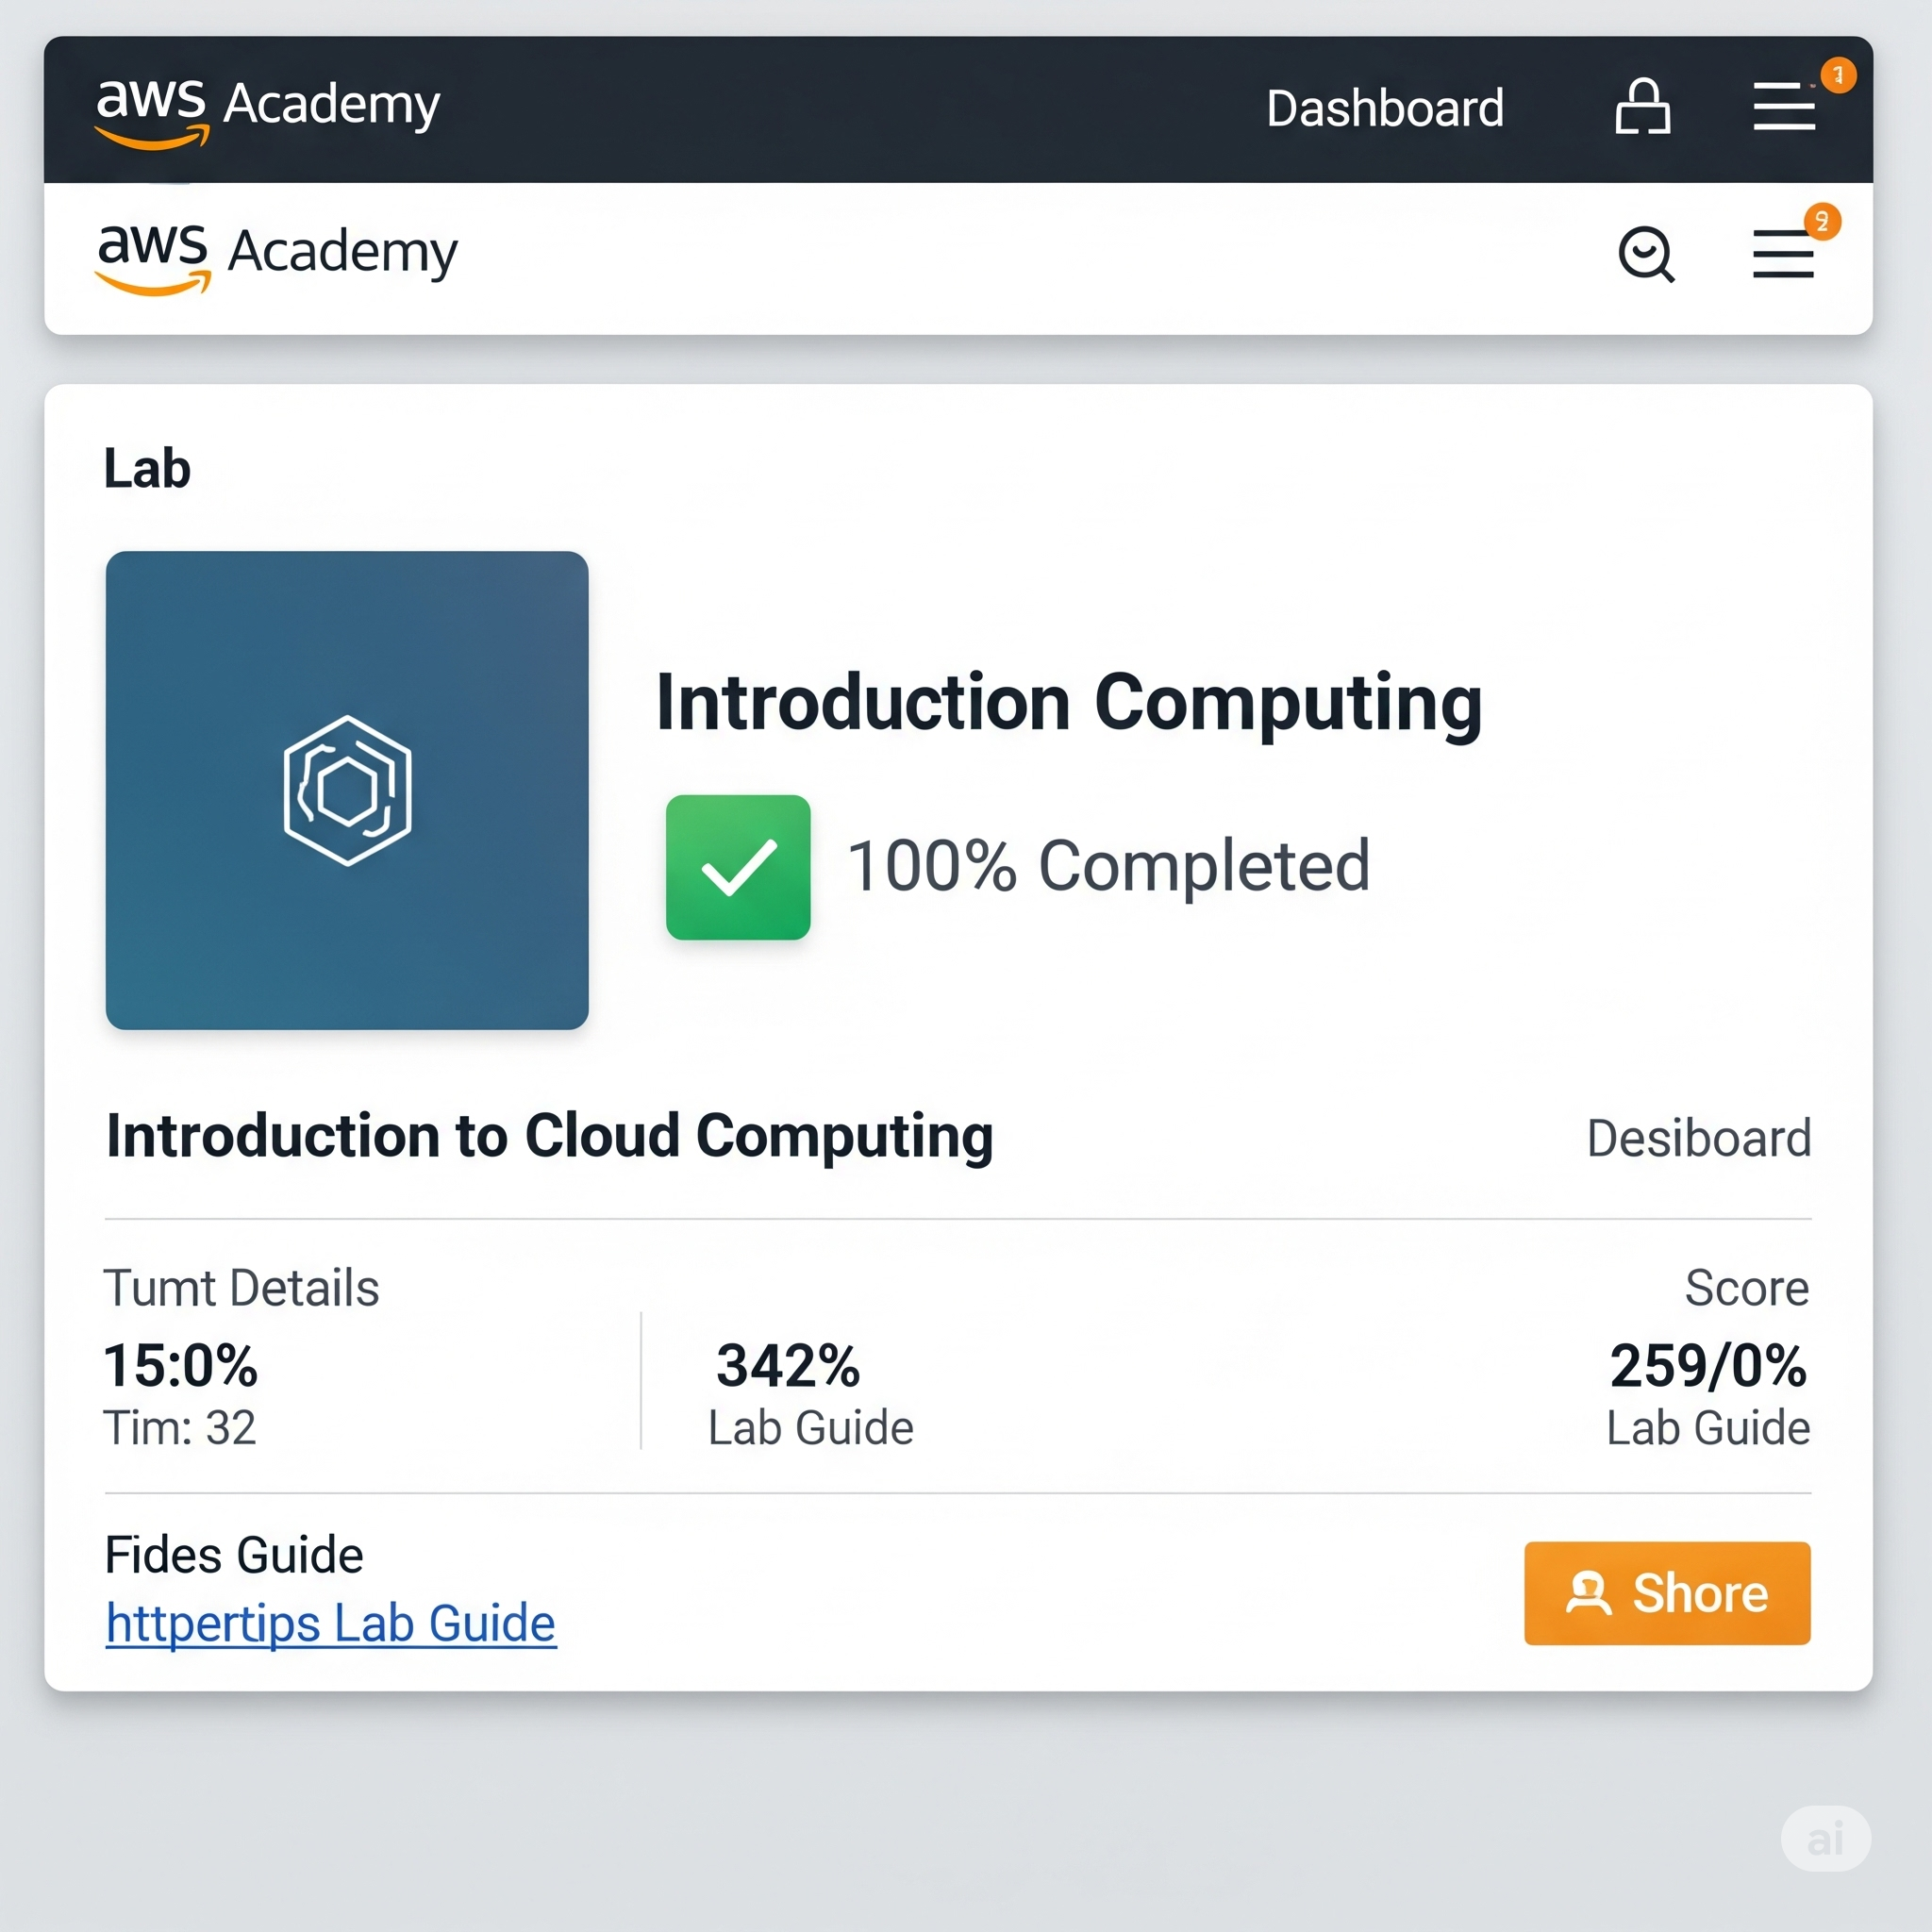 aws Academy Dashboard 1
aws Academy 2
Lab
Introduction Computing
100% Completed
Introduction to Cloud Computing Desiboard
Tumt Details Score
15:0% 342% 259/0%
Tim: 32 Lab Guide Lab Guide
Fides Guide
httpertips Lab Guide
Shore
ai